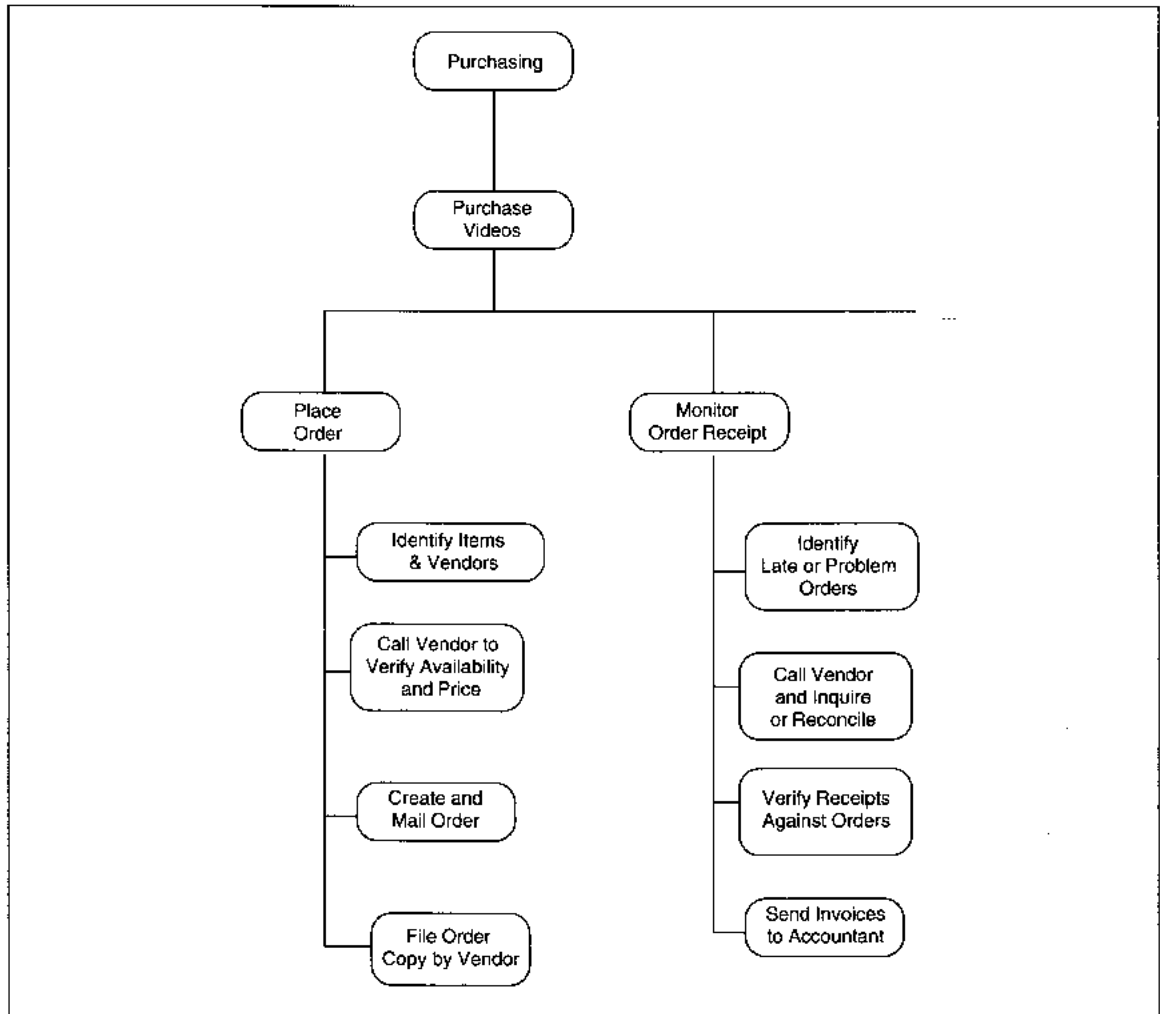 Purchasing
Purchase
Videos
...
Place
Order
Monitor
Order Receipt
Identify Items
& Vendors
Call Vendor to
Verify Availability
and Price
Create and
Mail Order
File Order
Copy by Vendor
Identify
Late or Problem
Orders
Call Vendor
and Inquire
or Reconcile
Verify Receipts
Against Orders
Send Invoices
to Accountant